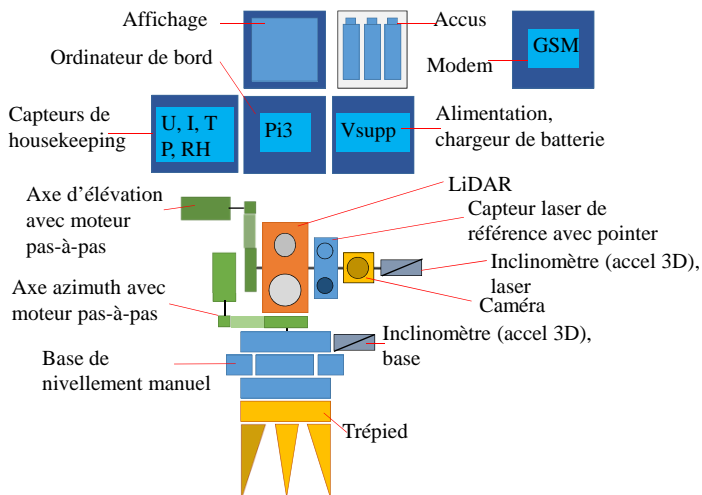 Affichage
Accus
GSM
Ordinateur de bord
Modem
Capteurs de
housekeeping
U, I, T
P, RH
Pi3
Vsupp
Alimentation,
chargeur de batterie
Axe d’élévation
avec moteur
pas-à-pas
LiDAR
Capteur laser de
référence avec pointer
Inclinomètre (accel 3D),
laser
Caméra
Axe azimuth avec
moteur pas-à-pas
Inclinomètre (accel 3D),
base
Base de
nivellement manuel
Trépied